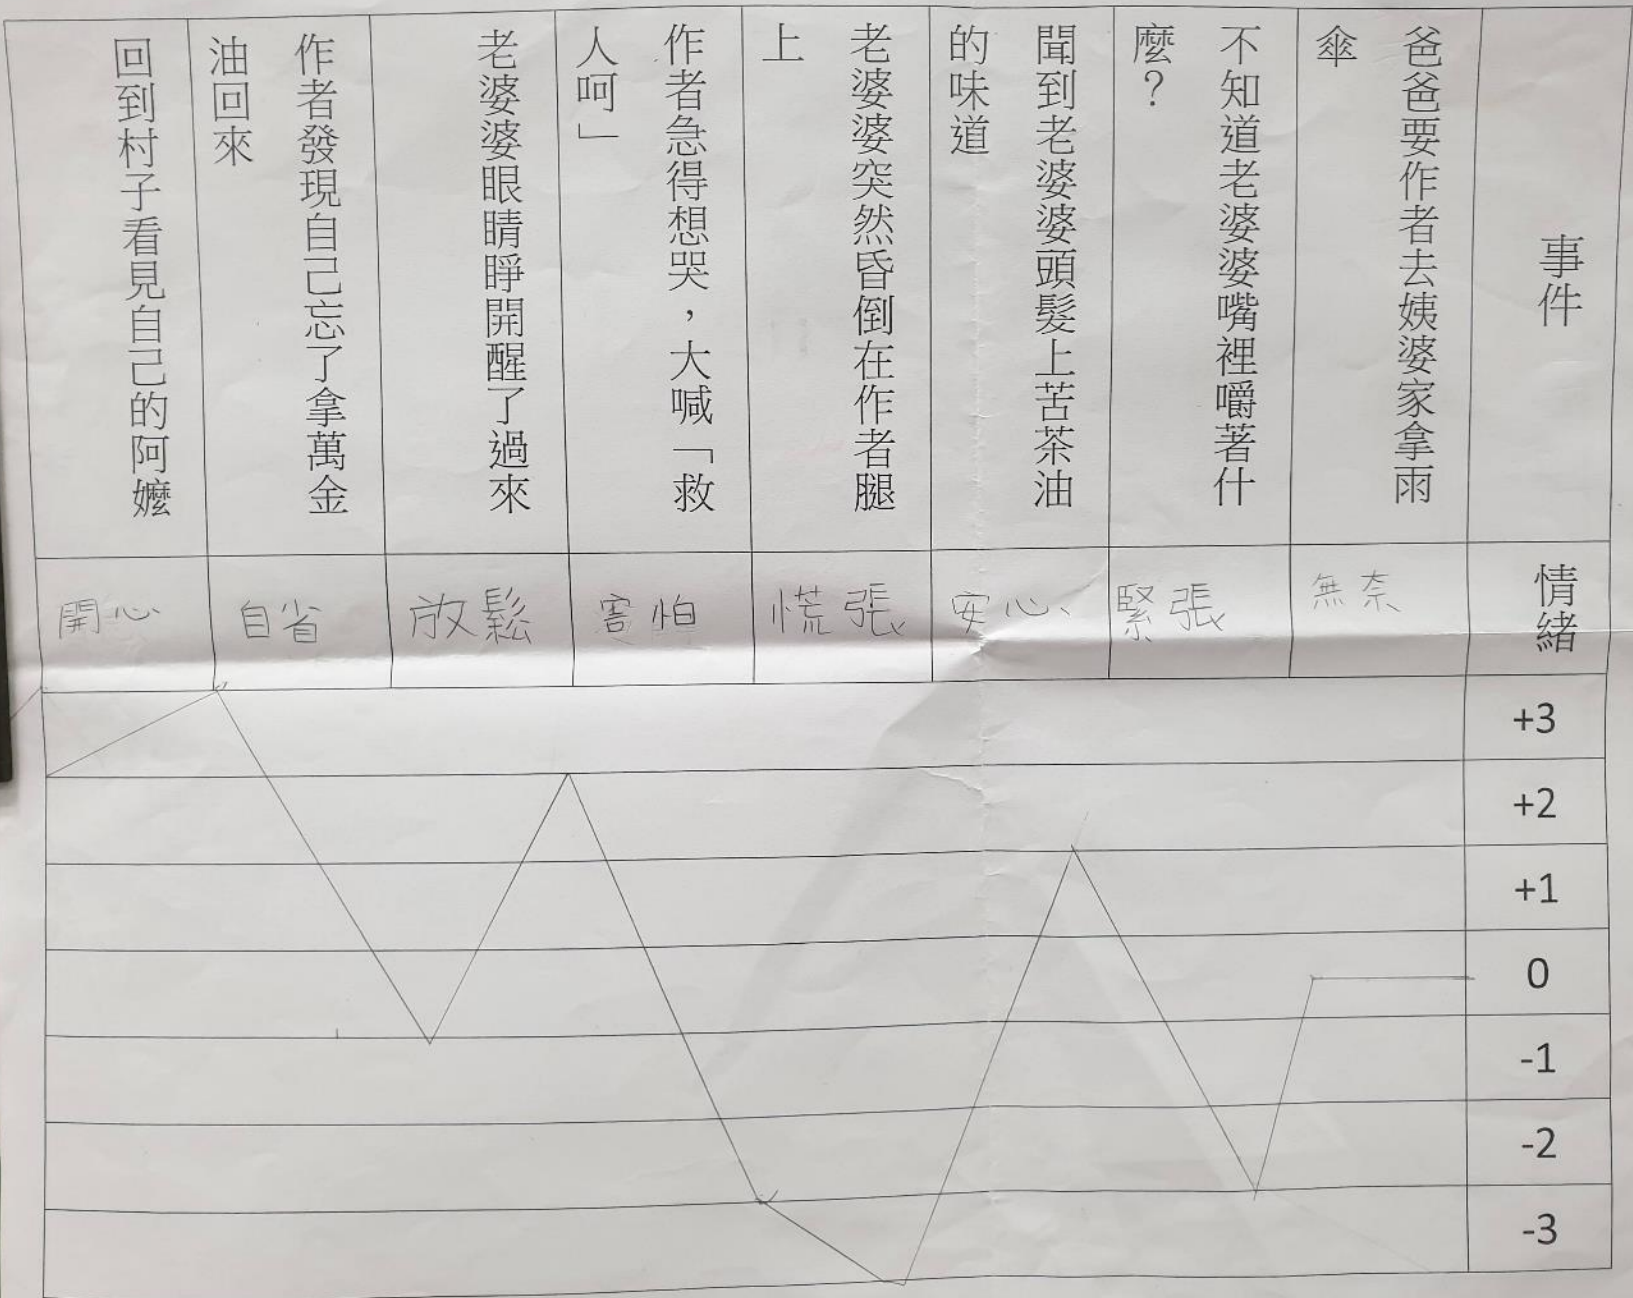 事件
爸爸要作者去姨婆家拿雨
傘
不知道老婆婆嘴裡嚼著什
麼？
聞到老婆婆頭髮上苦茶油
的味道
老婆婆突然昏倒在作者腿
上
作者急得想哭，大喊「救
人呵」
老婆婆眼睛睜開醒了過來
作者發現自己忘了拿萬金
油回來
回到村子看見自己的阿嬤
情緒
無奈
緊張
安心
慌張
害怕
放鬆
自省
開心
+3
+2
+1
0
-1
-2
-3